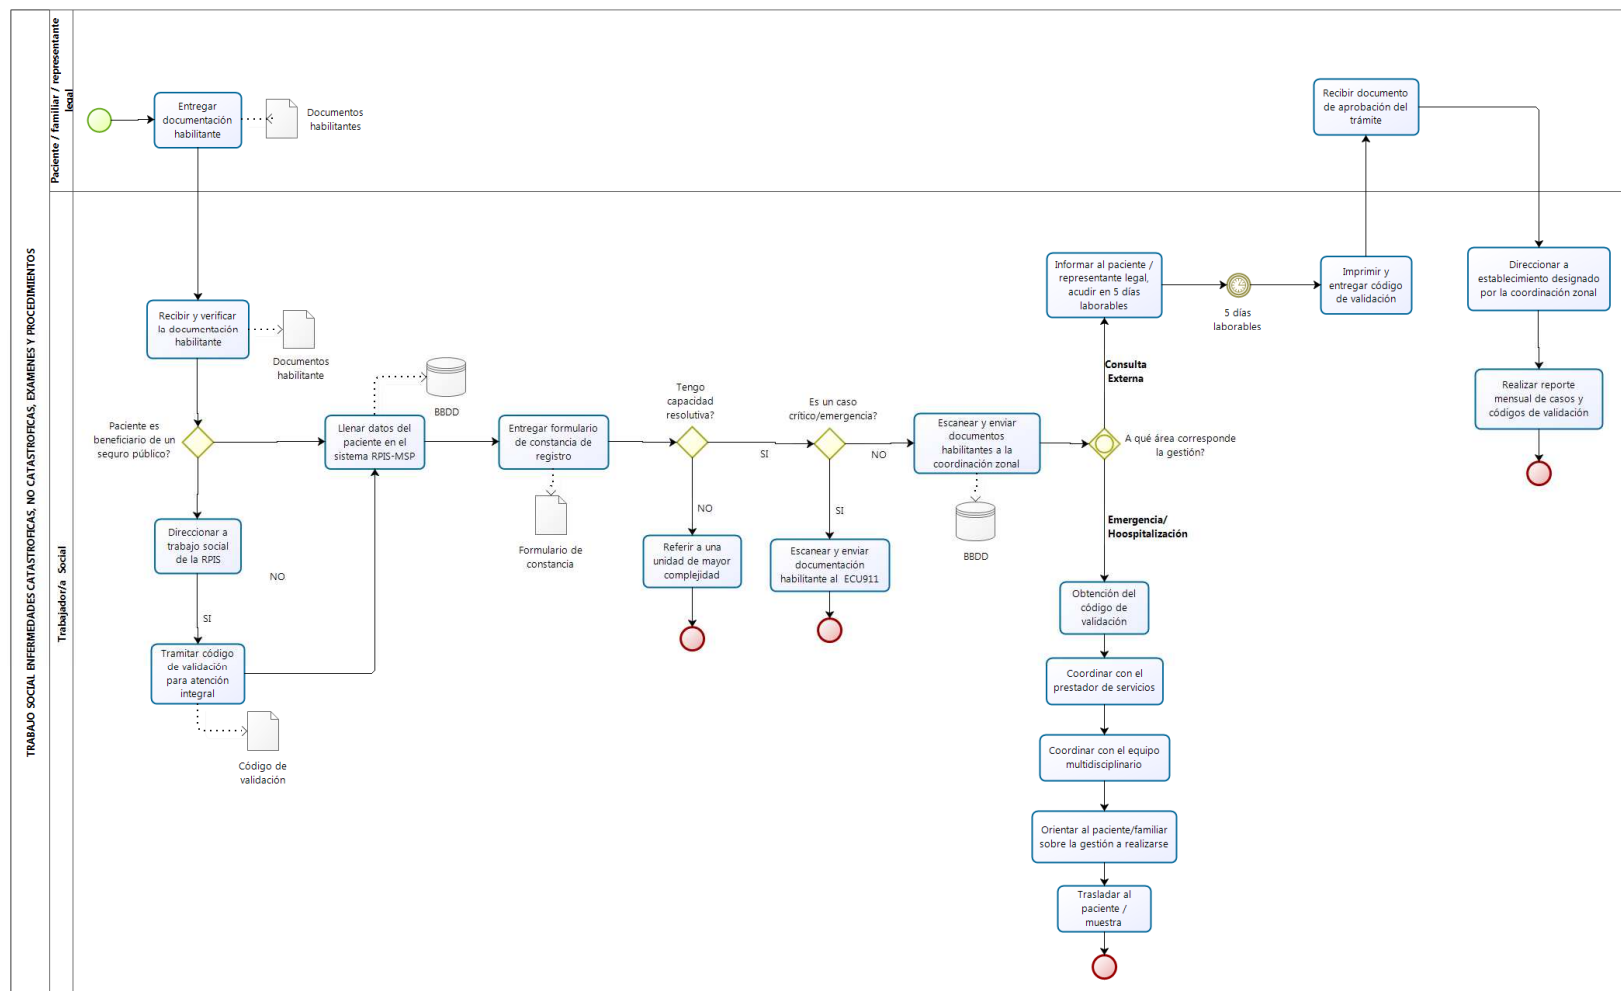 TRABAJO SOCIAL ENFERMEDADES CATASTROFICAS, NO CATASTROFICAS, EXAMENES Y PROCEDIMIENTOS
Paciente / familiar / representante
legal
Entregar
documentación
habilitante
Documentos
habilitantes
Recibir documento
de aprobación del
trámite
Trabajador/a Social
Recibir y verificar
la documentación
habilitante
Documentos
habilitante
Paciente es
beneficiario de un
seguro público?
Direccionar a
trabajo social
de la RPIS
NO
SI
Tramitar código
de validación
para atención
integral
Código de
validación
BBDD
Llenar datos del
paciente en el
sistema RPIS-MSP
Entregar formulario
de constancia de
registro
Formulario de
constancia
Tengo
capacidad
resolutiva?
SI
NO
Referir a una
unidad de mayor
complejidad
Es un caso
crítico/emergencia?
NO
SI
Escanear y enviar
documentación
habilitante al ECU911
Escanear y enviar
documentos
habilitantes a la
coordinación zonal
BBDD
A qué área corresponde
la gestión?
Consulta
Externa
Informar al paciente /
representante legal,
acudir en 5 días
laborables
5 días
laborables
Imprimir y
entregar código
de validación
Direccionar a
establecimiento designado
por la coordinación zonal
Realizar reporte
mensual de casos y
códigos de validación
Emergencia/
Hoospitalización
Obtención del
código de
validación
Coordinar con el
prestador de servicios
Coordinar con el equipo
multidisciplinario
Orientar al paciente/familiar
sobre la gestión a realizarse
Trasladar al
paciente /
muestra